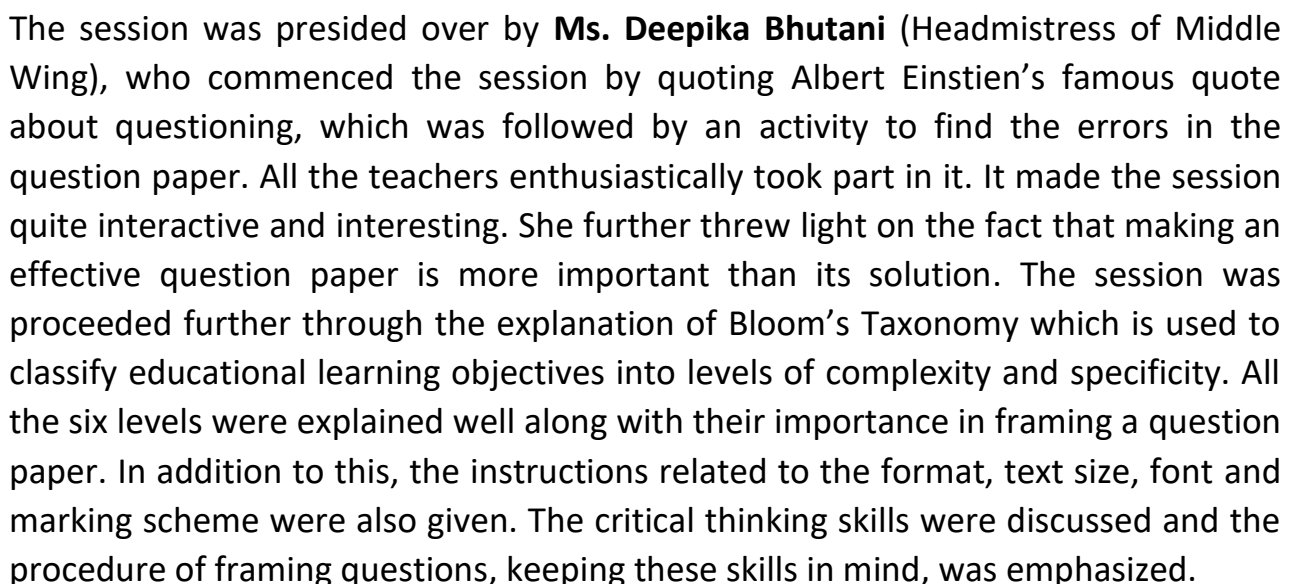 The session was presided over by Ms. Deepika Bhutani (Headmistress of Middle
Wing), who commenced the session by quoting Albert Einstien’s famous quote
about questioning, which was followed by an activity to find the errors in the
question paper. All the teachers enthusiastically took part in it. It made the session
quite interactive and interesting. She further threw light on the fact that making an
effective question paper is more important than its solution. The session was
proceeded further through the explanation of Bloom’s Taxonomy which is used to
classify educational learning objectives into levels of complexity and specificity. All
the six levels were explained well along with their importance in framing a question
paper. In addition to this, the instructions related to the format, text size, font and
marking scheme were also given. The critical thinking skills were discussed and the
procedure of framing questions, keeping these skills in mind, was emphasized.